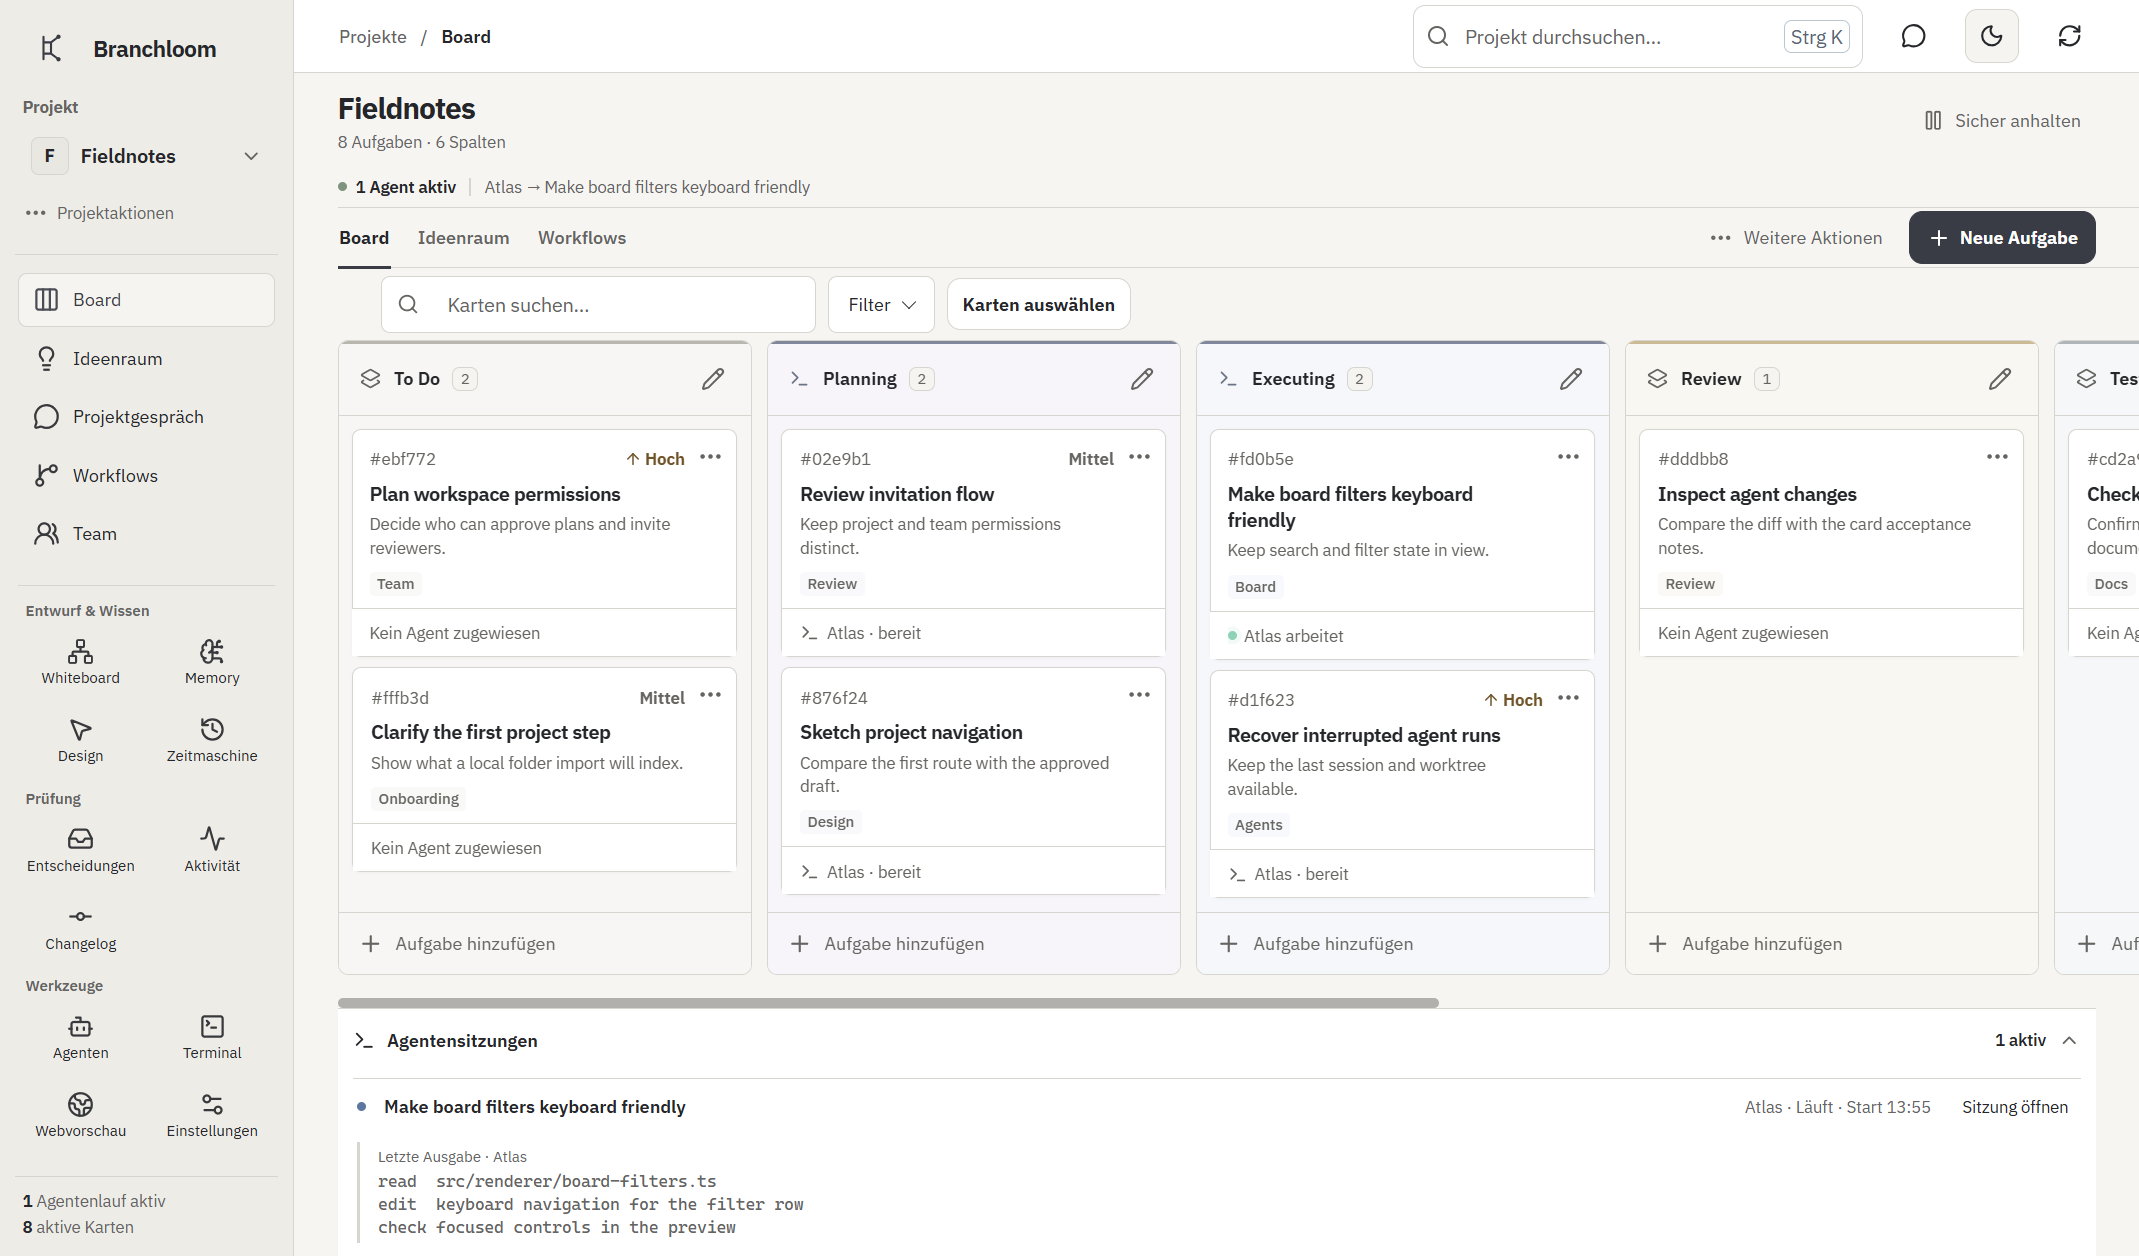 Branchloom
Projekt
F Fieldnotes
Projektaktionen
Board
Ideenraum
Projektgespräch
Workflows
Team
Entwurf & Wissen
Whiteboard Memory
Design Zeitmaschine
Prüfung
Entscheidungen Aktivität
Changelog
Werkzeuge
Agenten Terminal
Webvorschau Einstellungen
1 Agentenlauf aktiv
8 aktive Karten
Projekte / Board
Projekt durchsuchen... Strg K
Fieldnotes
8 Aufgaben · 6 Spalten
Sicher anhalten
1 Agent aktiv Atlas → Make board filters keyboard friendly
Board Ideenraum Workflows
Weitere Aktionen + Neue Aufgabe
Karten suchen... Filter Karten auswählen
To Do 2
#ebf772 ↑ Hoch
Plan workspace permissions
Decide who can approve plans and invite
reviewers.
Team
Kein Agent zugewiesen
#fffb3d Mittel
Clarify the first project step
Show what a local folder import will index.
Onboarding
Kein Agent zugewiesen
+ Aufgabe hinzufügen
Planning 2
#02e9b1 Mittel
Review invitation flow
Keep project and team permissions
distinct.
Review
Atlas · bereit
#876f24
Sketch project navigation
Compare the first route with the approved
draft.
Design
Atlas · bereit
+ Aufgabe hinzufügen
Executing 2
#fd0b5e
Make board filters keyboard
friendly
Keep search and filter state in view.
Board
Atlas arbeitet
#d1f623 ↑ Hoch
Recover interrupted agent runs
Keep the last session and worktree
available.
Agents
Atlas · bereit
+ Aufgabe hinzufügen
Review 1
#dddbb8
Inspect agent changes
Compare the diff with the card acceptance
notes.
Review
Kein Agent zugewiesen
+ Aufgabe hinzufügen
Tes
#cd2a
Check
Confirm
docum
Docs
Kein Ag
+ Auf
Agentensitzungen 1 aktiv
Make board filters keyboard friendly Atlas · Läuft · Start 13:55 Sitzung öffnen
Letzte Ausgabe · Atlas
read src/renderer/board-filters.ts
edit keyboard navigation for the filter row
check focused controls in the preview